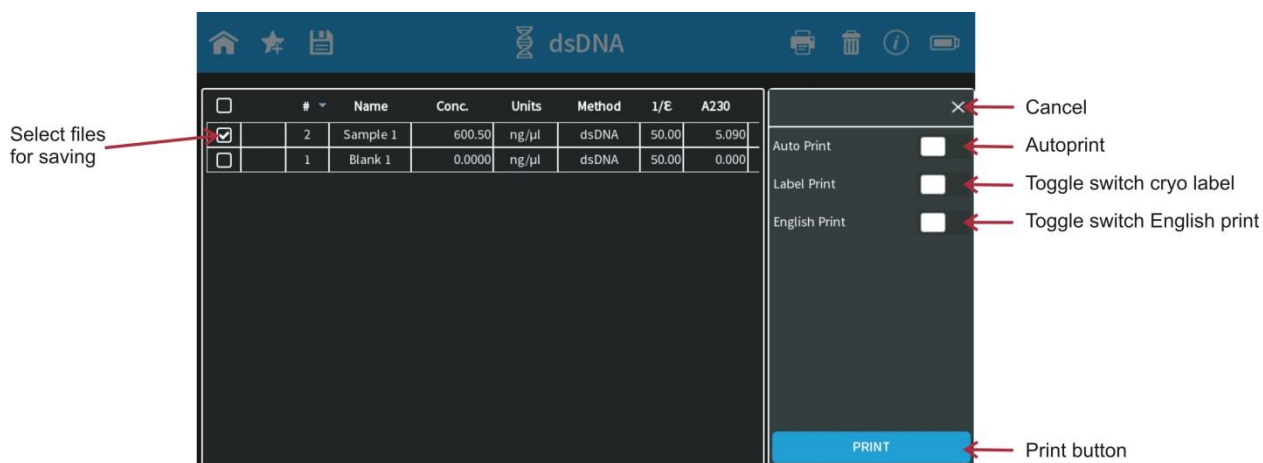 dsDNA
# Name Conc. Units Method 1/ε A230
2 Sample 1 600.50 ng/µl dsDNA 50.00 5.090
1 Blank 1 0.0000 ng/µl dsDNA 50.00 0.000
Select files
for saving
Auto Print
Label Print
English Print
PRINT
Cancel
Autoprint
Toggle switch cryo label
Toggle switch English print
Print button